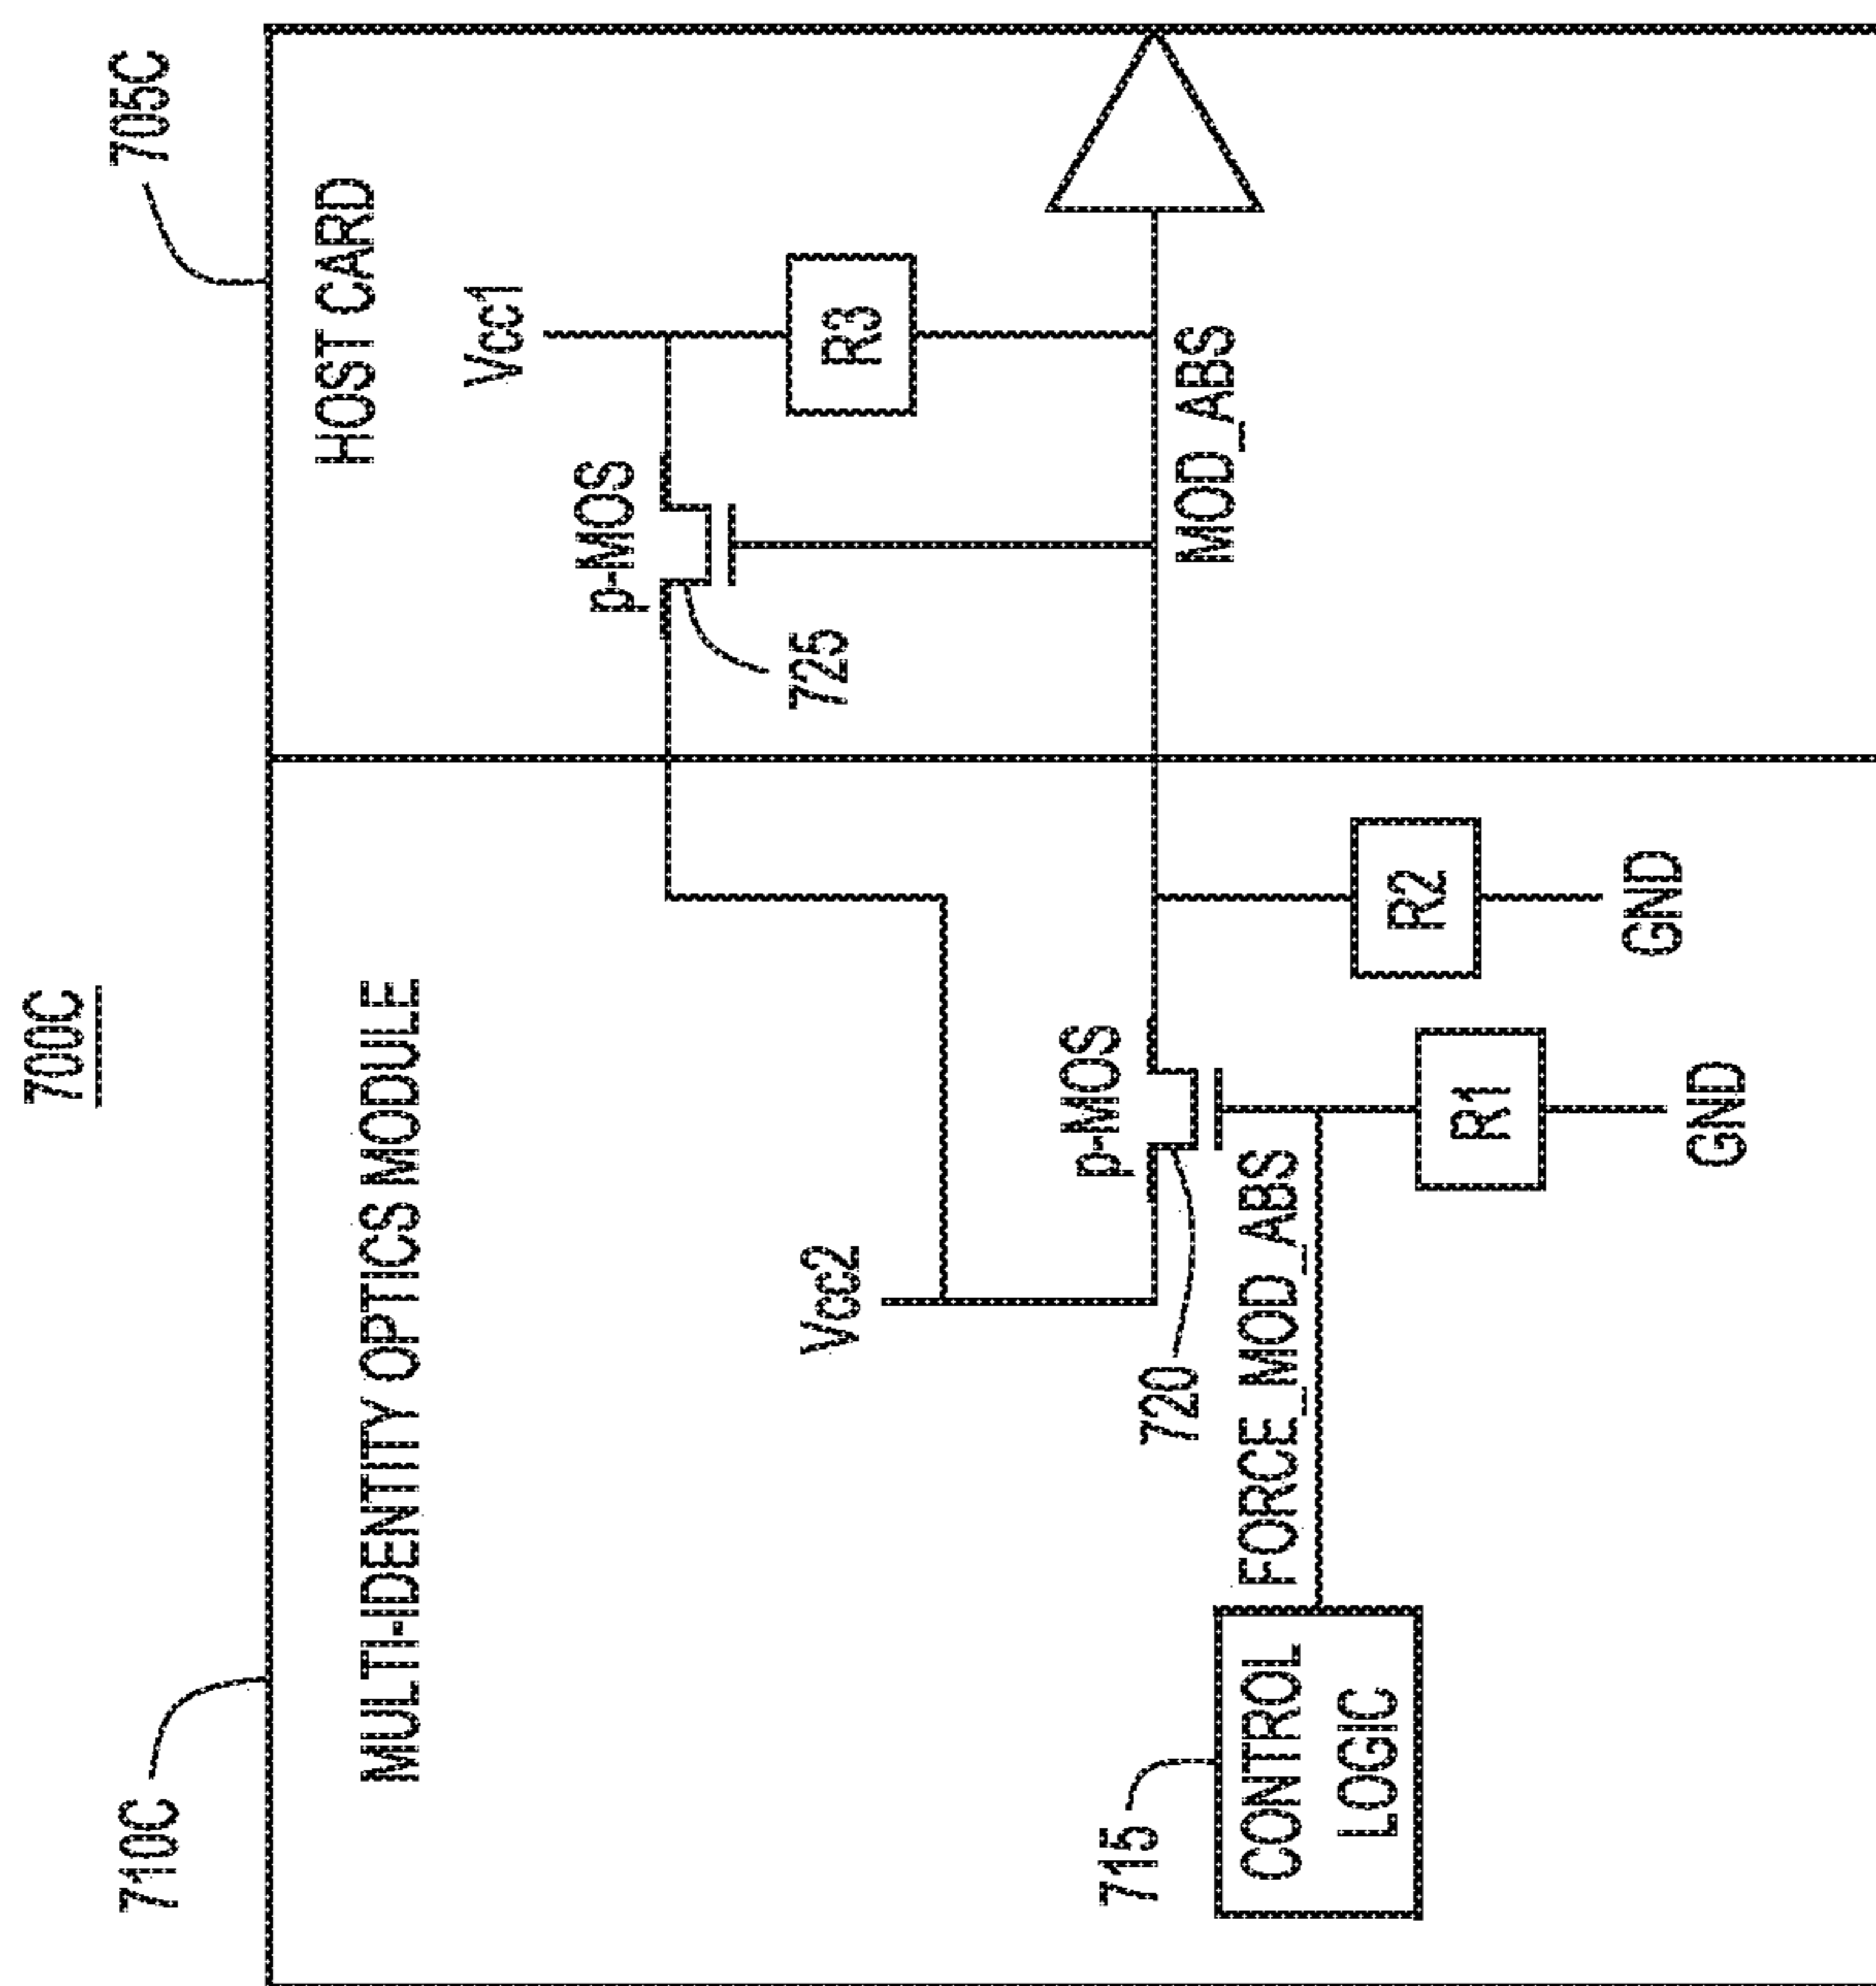 700C
710C
705C
MULTI-IDENTITY OPTICS MODULE
HOST CARD
Vcc1
p-MOS
725
R3
Vcc2
p-MOS
720
MOD_ABS
715
CONTROL
LOGIC
FORCE_MOD_ABS
R1
R2
GND
GND